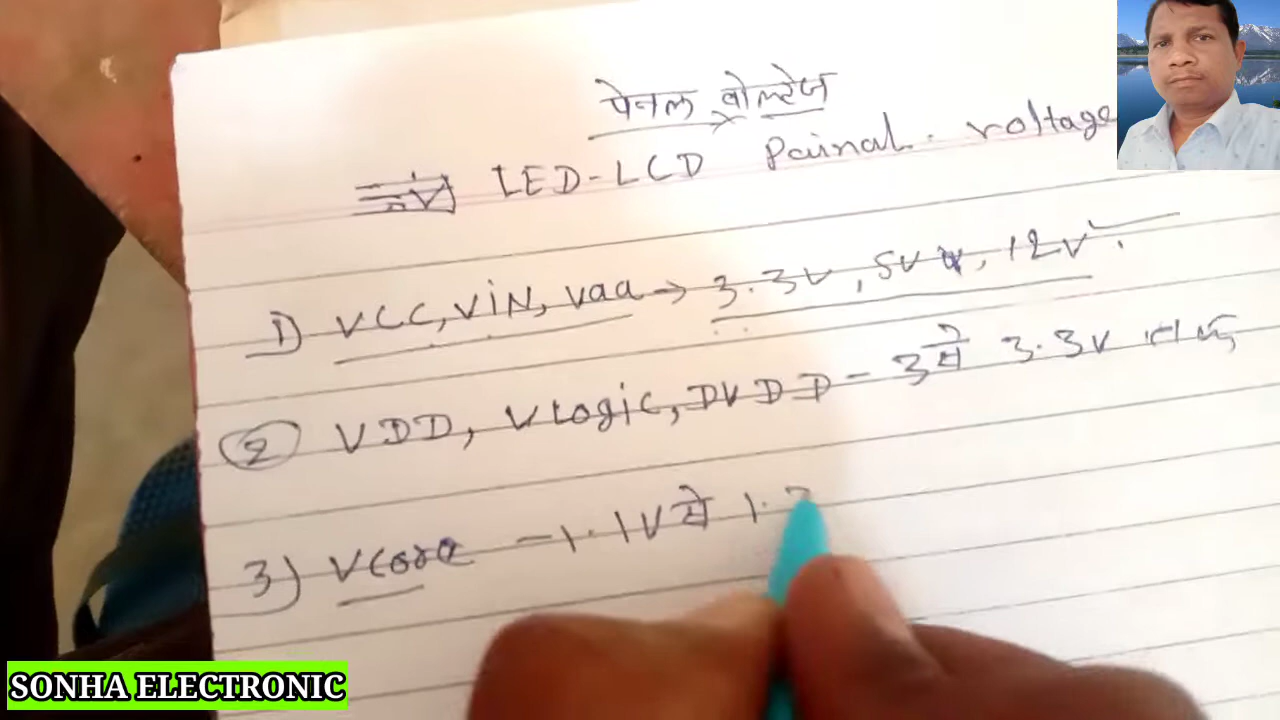 पेनल वोल्टेज
LED-LCD Painal. voltage
1) VCC, VIN, Vaa → 3.3V, 5V, 12V
2 VDD, VLogic, DVDD - 3 से 3.3V तक
3) Vcore - 1.1V से 1.
SONHA ELECTRONIC